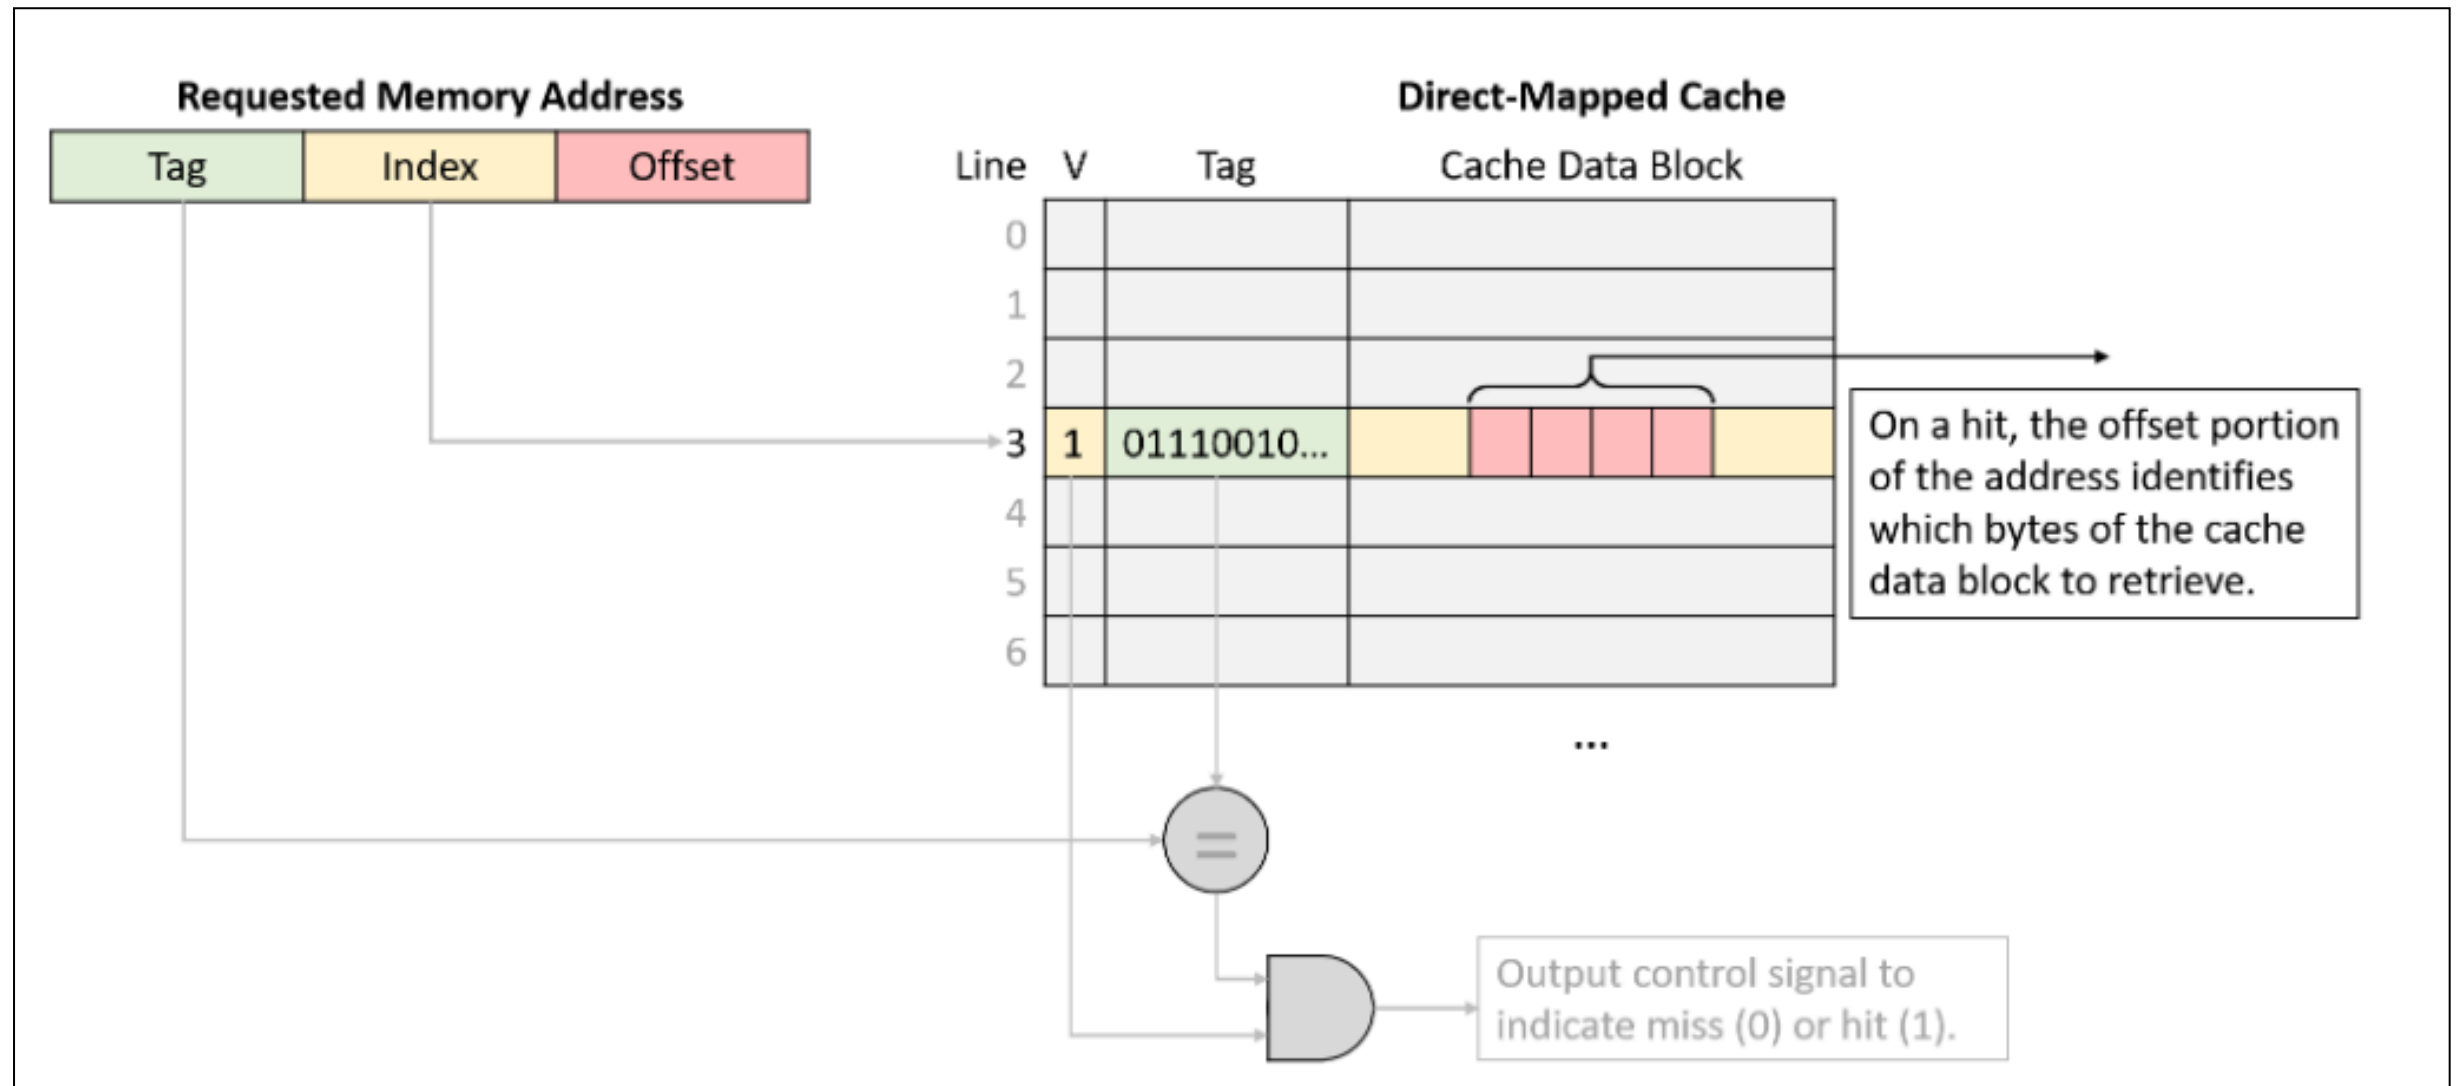 Requested Memory Address
Direct-Mapped Cache
Tag Index Offset
Line V Tag Cache Data Block
0
1
2
3 1 01110010...
4
5
6
On a hit, the offset portion
of the address identifies
which bytes of the cache
data block to retrieve.
...
=
Output control signal to
indicate miss (0) or hit (1).